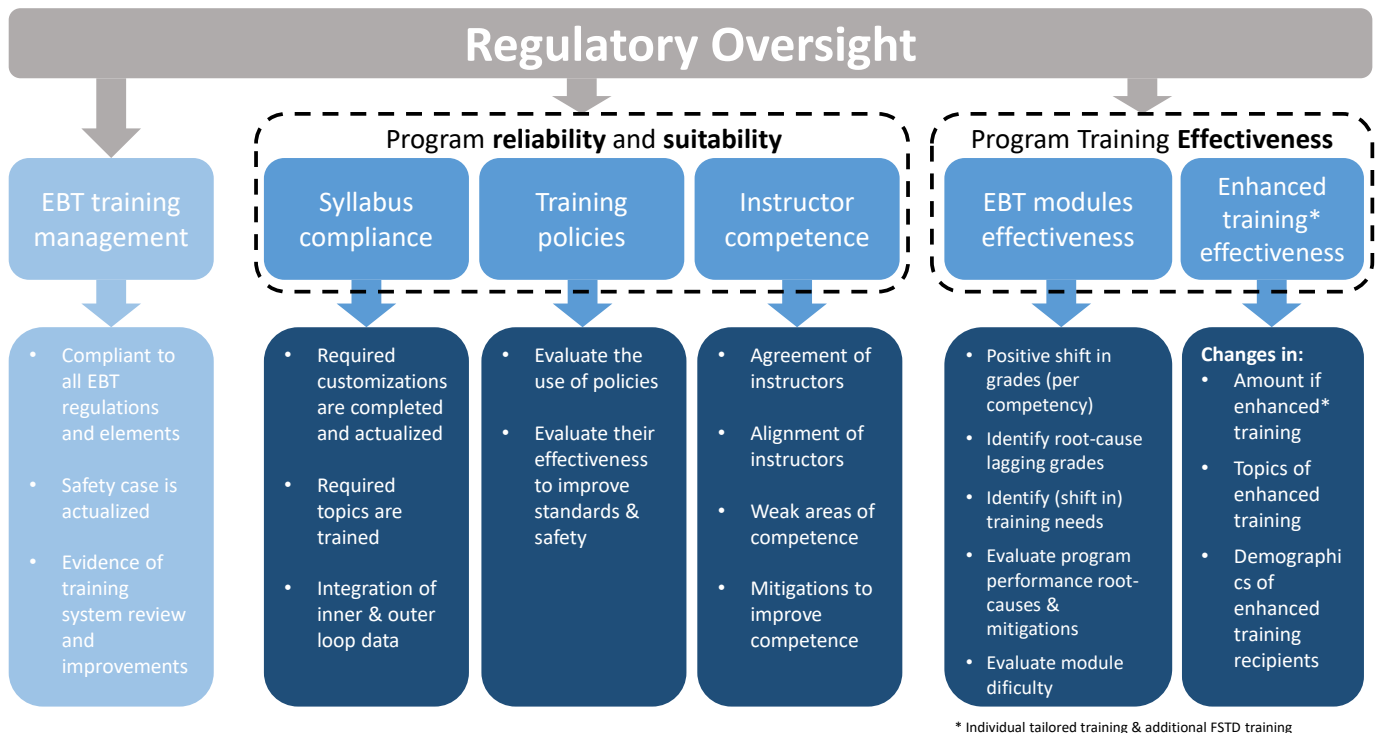 Regulatory Oversight
EBT training
management
• Compliant to
all EBT
regulations
and elements
• Safety case is
actualized
• Evidence of
training
system review
and
improvements
Program reliability and suitability
Syllabus
compliance
• Required
customizations
are completed
and actualized
• Required
topics are
trained
• Integration of
inner & outer
loop data
Training
policies
• Evaluate the
use of policies
• Evaluate their
effectiveness
to improve
standards &
safety
Instructor
competence
• Agreement of
instructors
• Alignment of
instructors
• Weak areas of
competence
• Mitigations to
improve
competence
Program Training Effectiveness
EBT modules
effectiveness
• Positive shift in
grades (per
competency)
• Identify root-cause
lagging grades
• Identify (shift in)
training needs
• Evaluate program
performance root-
causes &
mitigations
• Evaluate module
dificulty
Enhanced
training*
effectiveness
Changes in:
• Amount if
enhanced*
training
• Topics of
enhanced
training
• Demographi
cs of
enhanced
training
recipients
* Individual tailored training & additional FSTD training